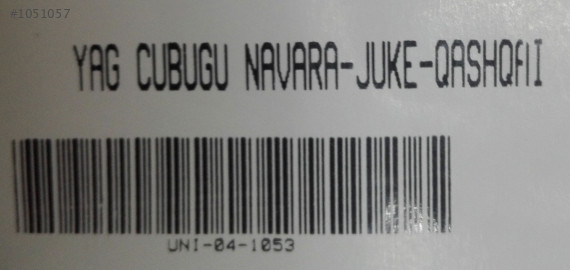 #1051057
YAG CUBUGU NAVARA-JUKE-QASHQAI
UNI-04-1053